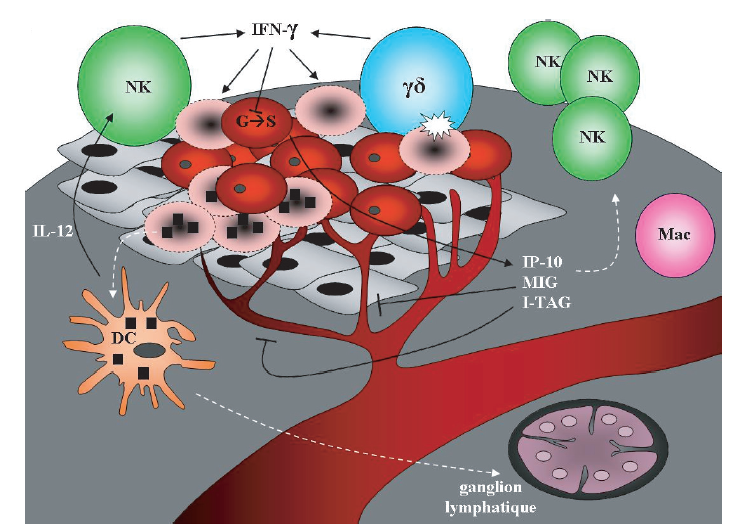 IFN-γ
NK
γδ
NK
NK
NK
G→S
IL-12
Mac
IP-10
MIG
I-TAG
DC
ganglion
lymphatique